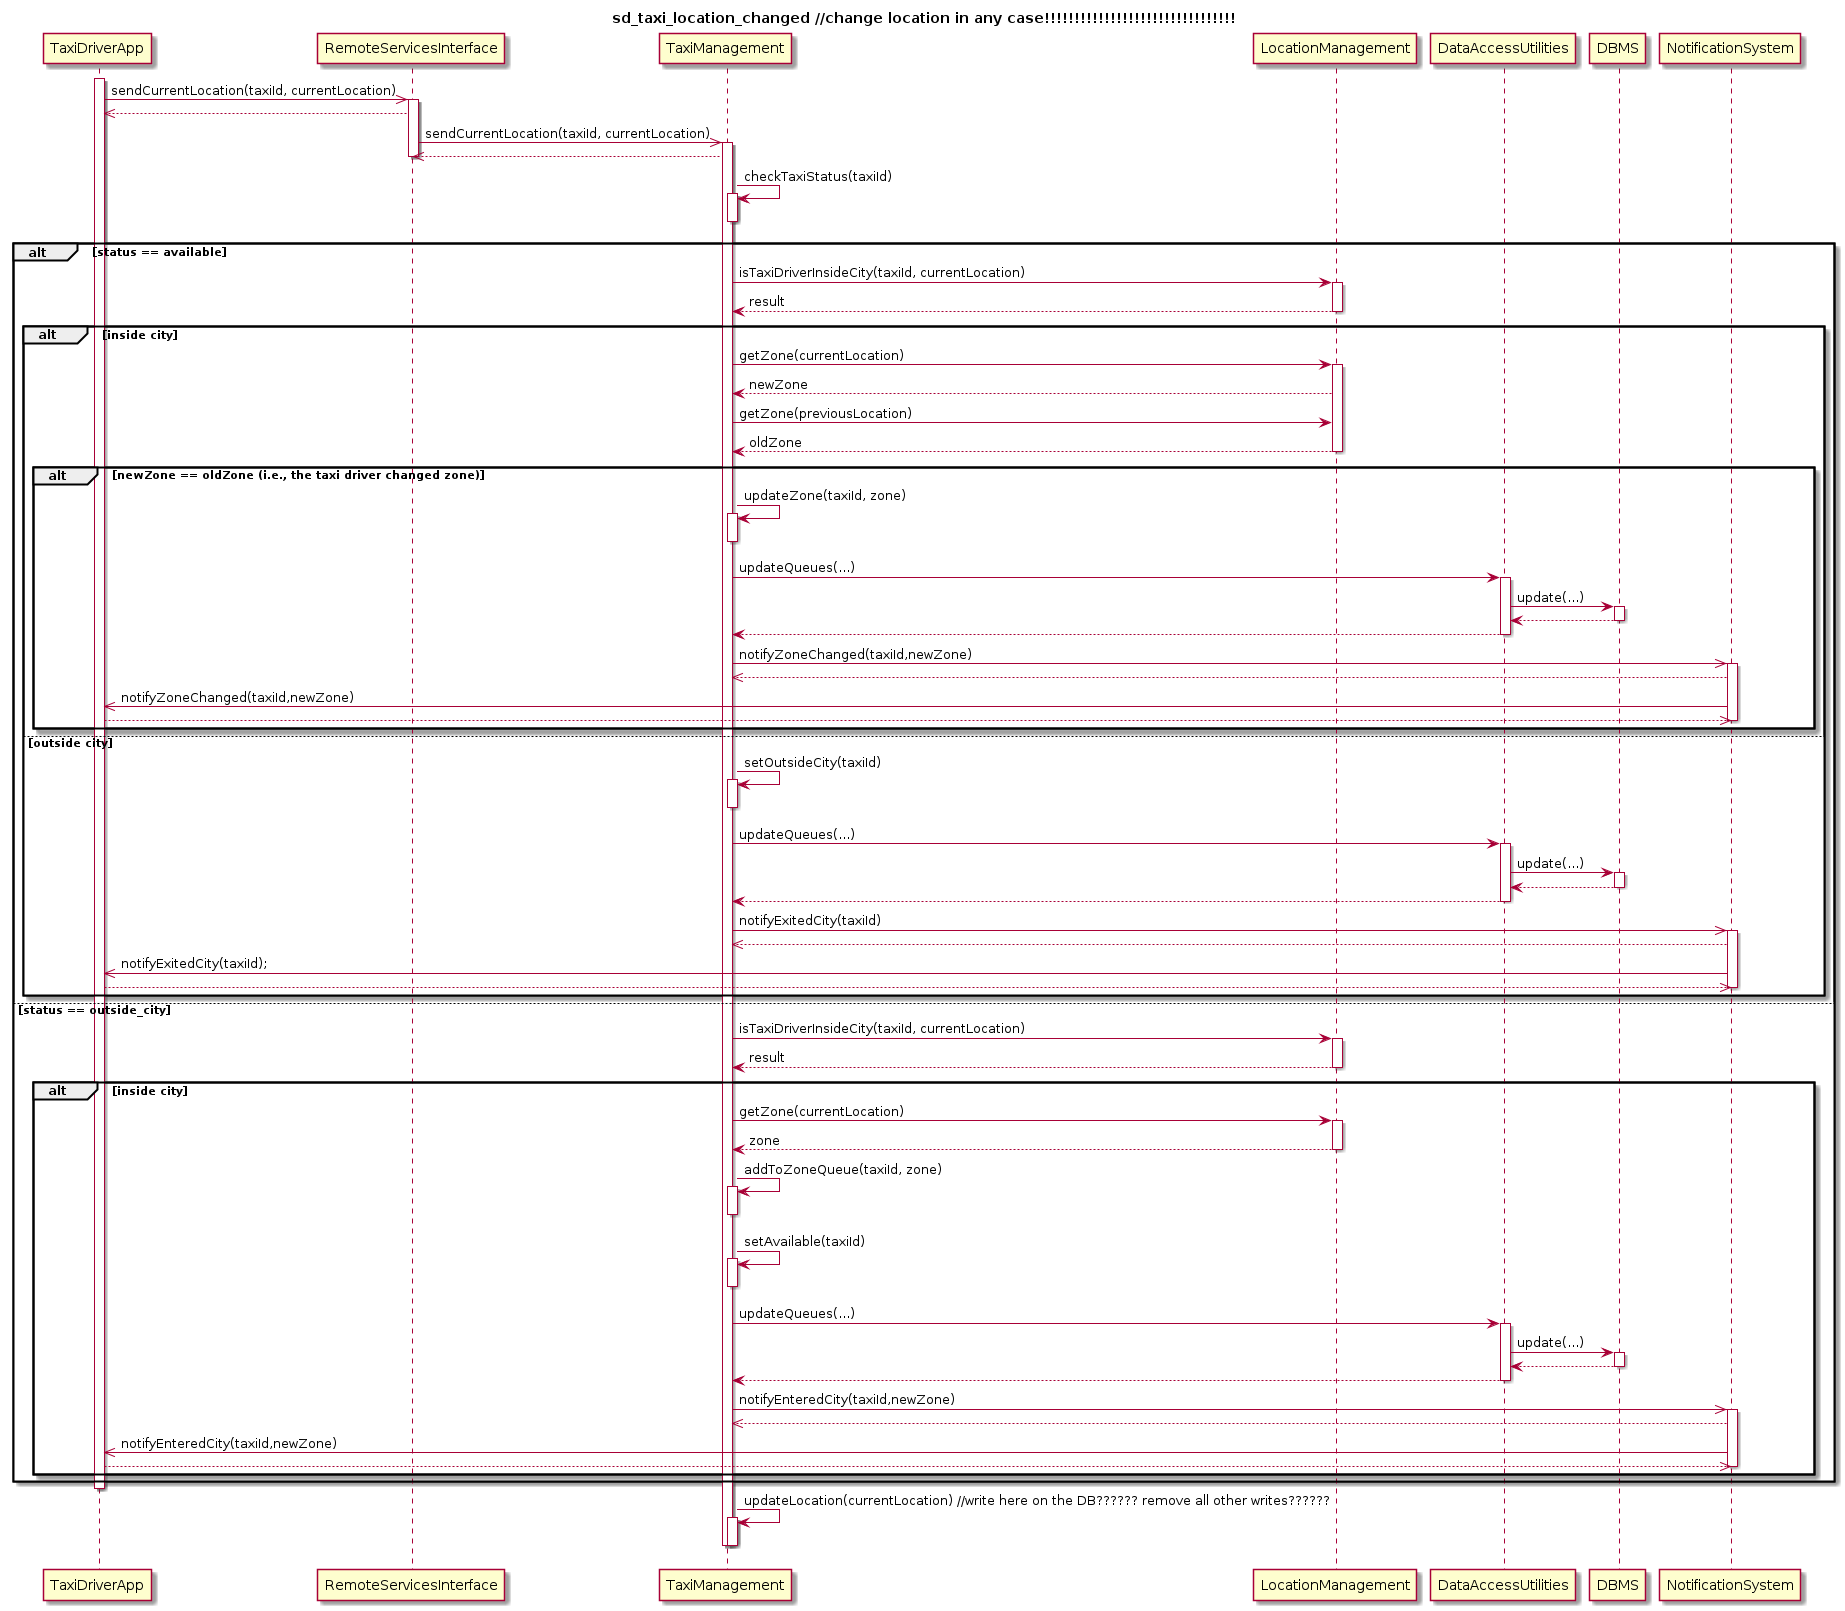 sd_taxi_location_changed //change location in any case!!!!!!!!!!!!!!!!!!!!!!!!!!!!!!!!
TaxiDriverApp RemoteServicesInterface TaxiManagement LocationManagement DataAccessUtilities DBMS NotificationSystem
sendCurrentLocation(taxiId, currentLocation)
sendCurrentLocation(taxiId, currentLocation)
checkTaxiStatus(taxiId)
alt [status == available]
isTaxiDriverInsideCity(taxiId, currentLocation)
result
alt [inside city]
getZone(currentLocation)
newZone
getZone(previousLocation)
oldZone
alt [newZone == oldZone (i.e., the taxi driver changed zone)]
updateZone(taxiId, zone)
updateQueues(...)
update(...)
notifyZoneChanged(taxiId,newZone)
notifyZoneChanged(taxiId,newZone)
[outside city]
setOutsideCity(taxiId)
updateQueues(...)
update(...)
notifyExitedCity(taxiId)
notifyExitedCity(taxiId);
[status == outside_city]
isTaxiDriverInsideCity(taxiId, currentLocation)
result
alt [inside city]
getZone(currentLocation)
zone
addToZoneQueue(taxiId, zone)
setAvailable(taxiId)
updateQueues(...)
update(...)
notifyEnteredCity(taxiId,newZone)
notifyEnteredCity(taxiId,newZone)
updateLocation(currentLocation) //write here on the DB?????? remove all other writes??????
TaxiDriverApp RemoteServicesInterface TaxiManagement LocationManagement DataAccessUtilities DBMS NotificationSystem